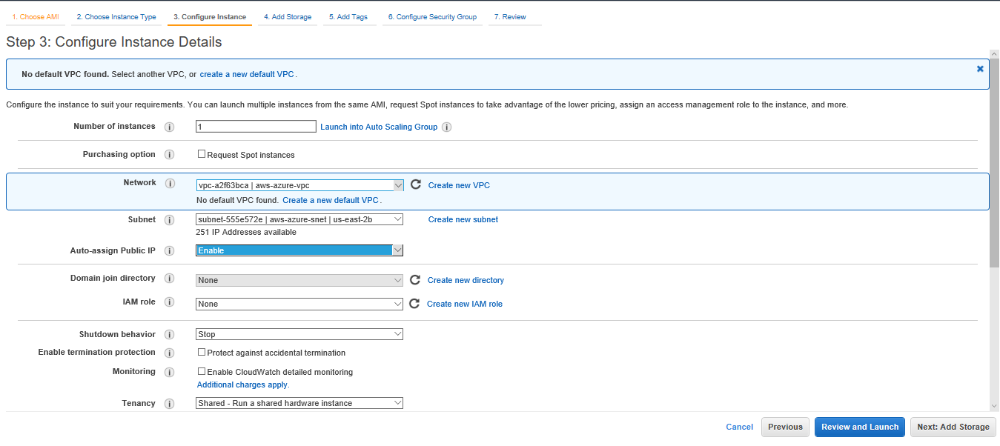 1. Choose AMI 2. Choose Instance Type 3. Configure Instance 4. Add Storage 5. Add Tags 6. Configure Security Group 7. Review
Step 3: Configure Instance Details
No default VPC found. Select another VPC, or create a new default VPC.
Configure the instance to suit your requirements. You can launch multiple instances from the same AMI, request Spot instances to take advantage of the lower pricing, assign an access management role to the instance, and more.
Number of instances i 1 Launch into Auto Scaling Group i
Purchasing option i Request Spot instances
Network i vpc-a2f63bca | aws-azure-vpc Create new VPC
No default VPC found. Create a new default VPC.
Subnet i subnet-555e572e | aws-azure-snet | us-east-2b Create new subnet
251 IP Addresses available
Auto-assign Public IP i Enable
Domain join directory i None Create new directory
IAM role i None Create new IAM role
Shutdown behavior i Stop
Enable termination protection i Protect against accidental termination
Monitoring i Enable CloudWatch detailed monitoring
Additional charges apply.
Tenancy i Shared - Run a shared hardware instance
Cancel Previous Review and Launch Next: Add Storage